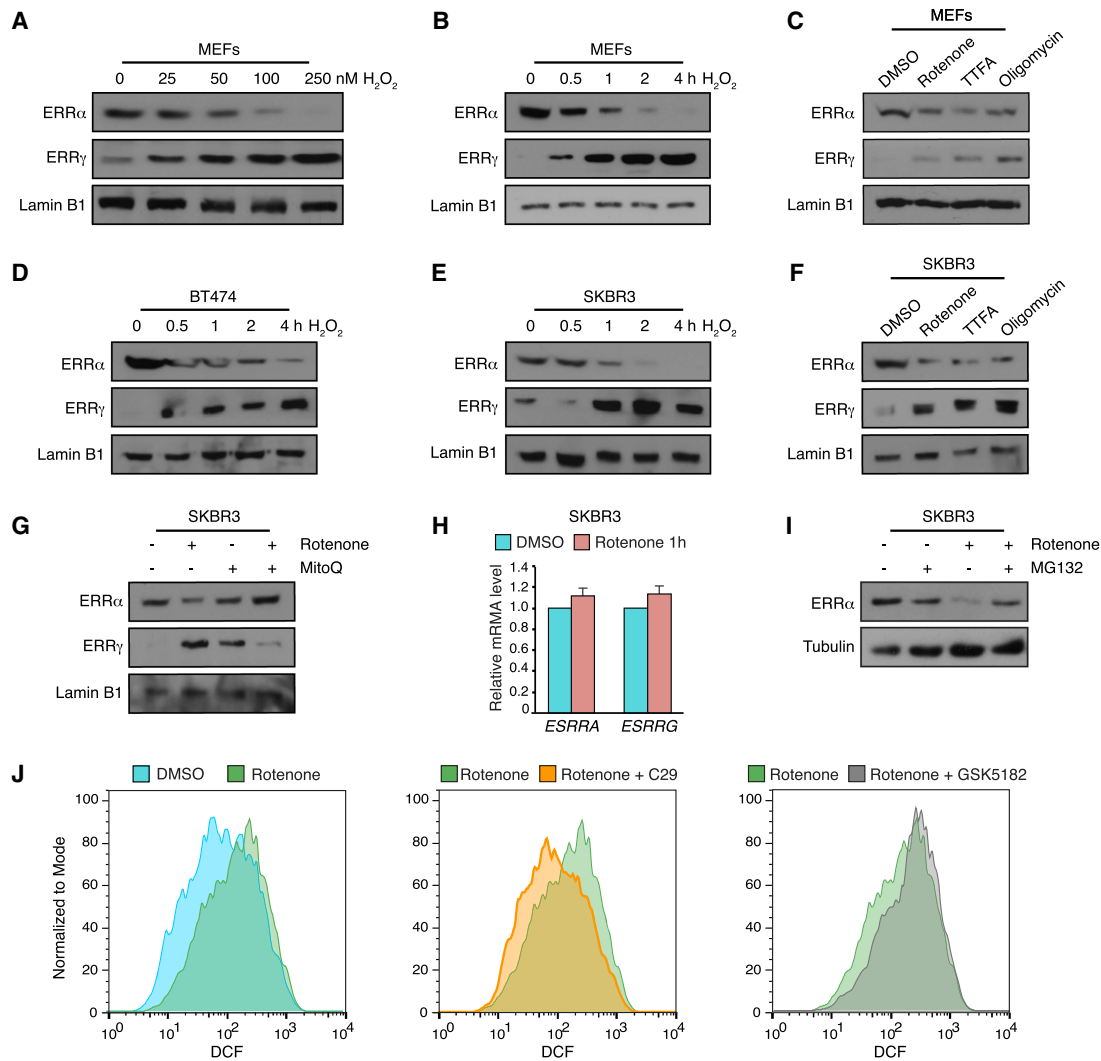 A
MEFs
0 25 50 100 250 nM H2O2
ERRα
ERRγ
Lamin B1
B
MEFs
0 0.5 1 2 4 h H2O2
ERRα
ERRγ
Lamin B1
C
MEFs
DMSO Rotenone TTFA Oligomycin
ERRα
ERRγ
Lamin B1
D
BT474
0 0.5 1 2 4 h H2O2
ERRα
ERRγ
Lamin B1
E
SKBR3
0 0.5 1 2 4 h H2O2
ERRα
ERRγ
Lamin B1
F
SKBR3
DMSO Rotenone TTFA Oligomycin
ERRα
ERRγ
Lamin B1
G
SKBR3
- + - + Rotenone
- - + + MitoQ
ERRα
ERRγ
Lamin B1
H
SKBR3
DMSO Rotenone 1h
Relative mRMA level
1.4
1.2
1.0
0.8
0.6
0.4
0.2
0
ESRRA ESRRG
I
SKBR3
- - + + Rotenone
- + - + MG132
ERRα
Tubulin
J
DMSO Rotenone
Normalized to Mode
100
80
60
40
20
0
10^0 10^1 10^2 10^3 10^4
DCF
Rotenone Rotenone + C29
100
80
60
40
20
0
10^0 10^1 10^2 10^3 10^4
DCF
Rotenone Rotenone + GSK5182
100
80
60
40
20
0
10^0 10^1 10^2 10^3 10^4
DCF